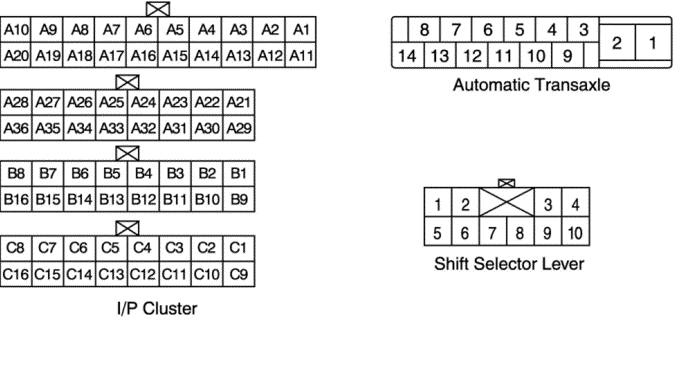 A10 A9 A8 A7 A6 A5 A4 A3 A2 A1
A20 A19 A18 A17 A16 A15 A14 A13 A12 A11
A28 A27 A26 A25 A24 A23 A22 A21
A36 A35 A34 A33 A32 A31 A30 A29
B8 B7 B6 B5 B4 B3 B2 B1
B16 B15 B14 B13 B12 B11 B10 B9
C8 C7 C6 C5 C4 C3 C2 C1
C16 C15 C14 C13 C12 C11 C10 C9
I/P Cluster
8 7 6 5 4 3
2 1
14 13 12 11 10 9
Automatic Transaxle
1 2 3 4
5 6 7 8 9 10
Shift Selector Lever